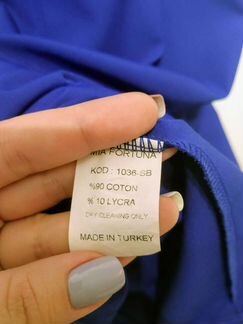 MIA FORTUNA
KOD : 1036-SB
%90 COTON
% 10 LYCRA
DRY CLEANING ONLY
MADE IN TURKEY